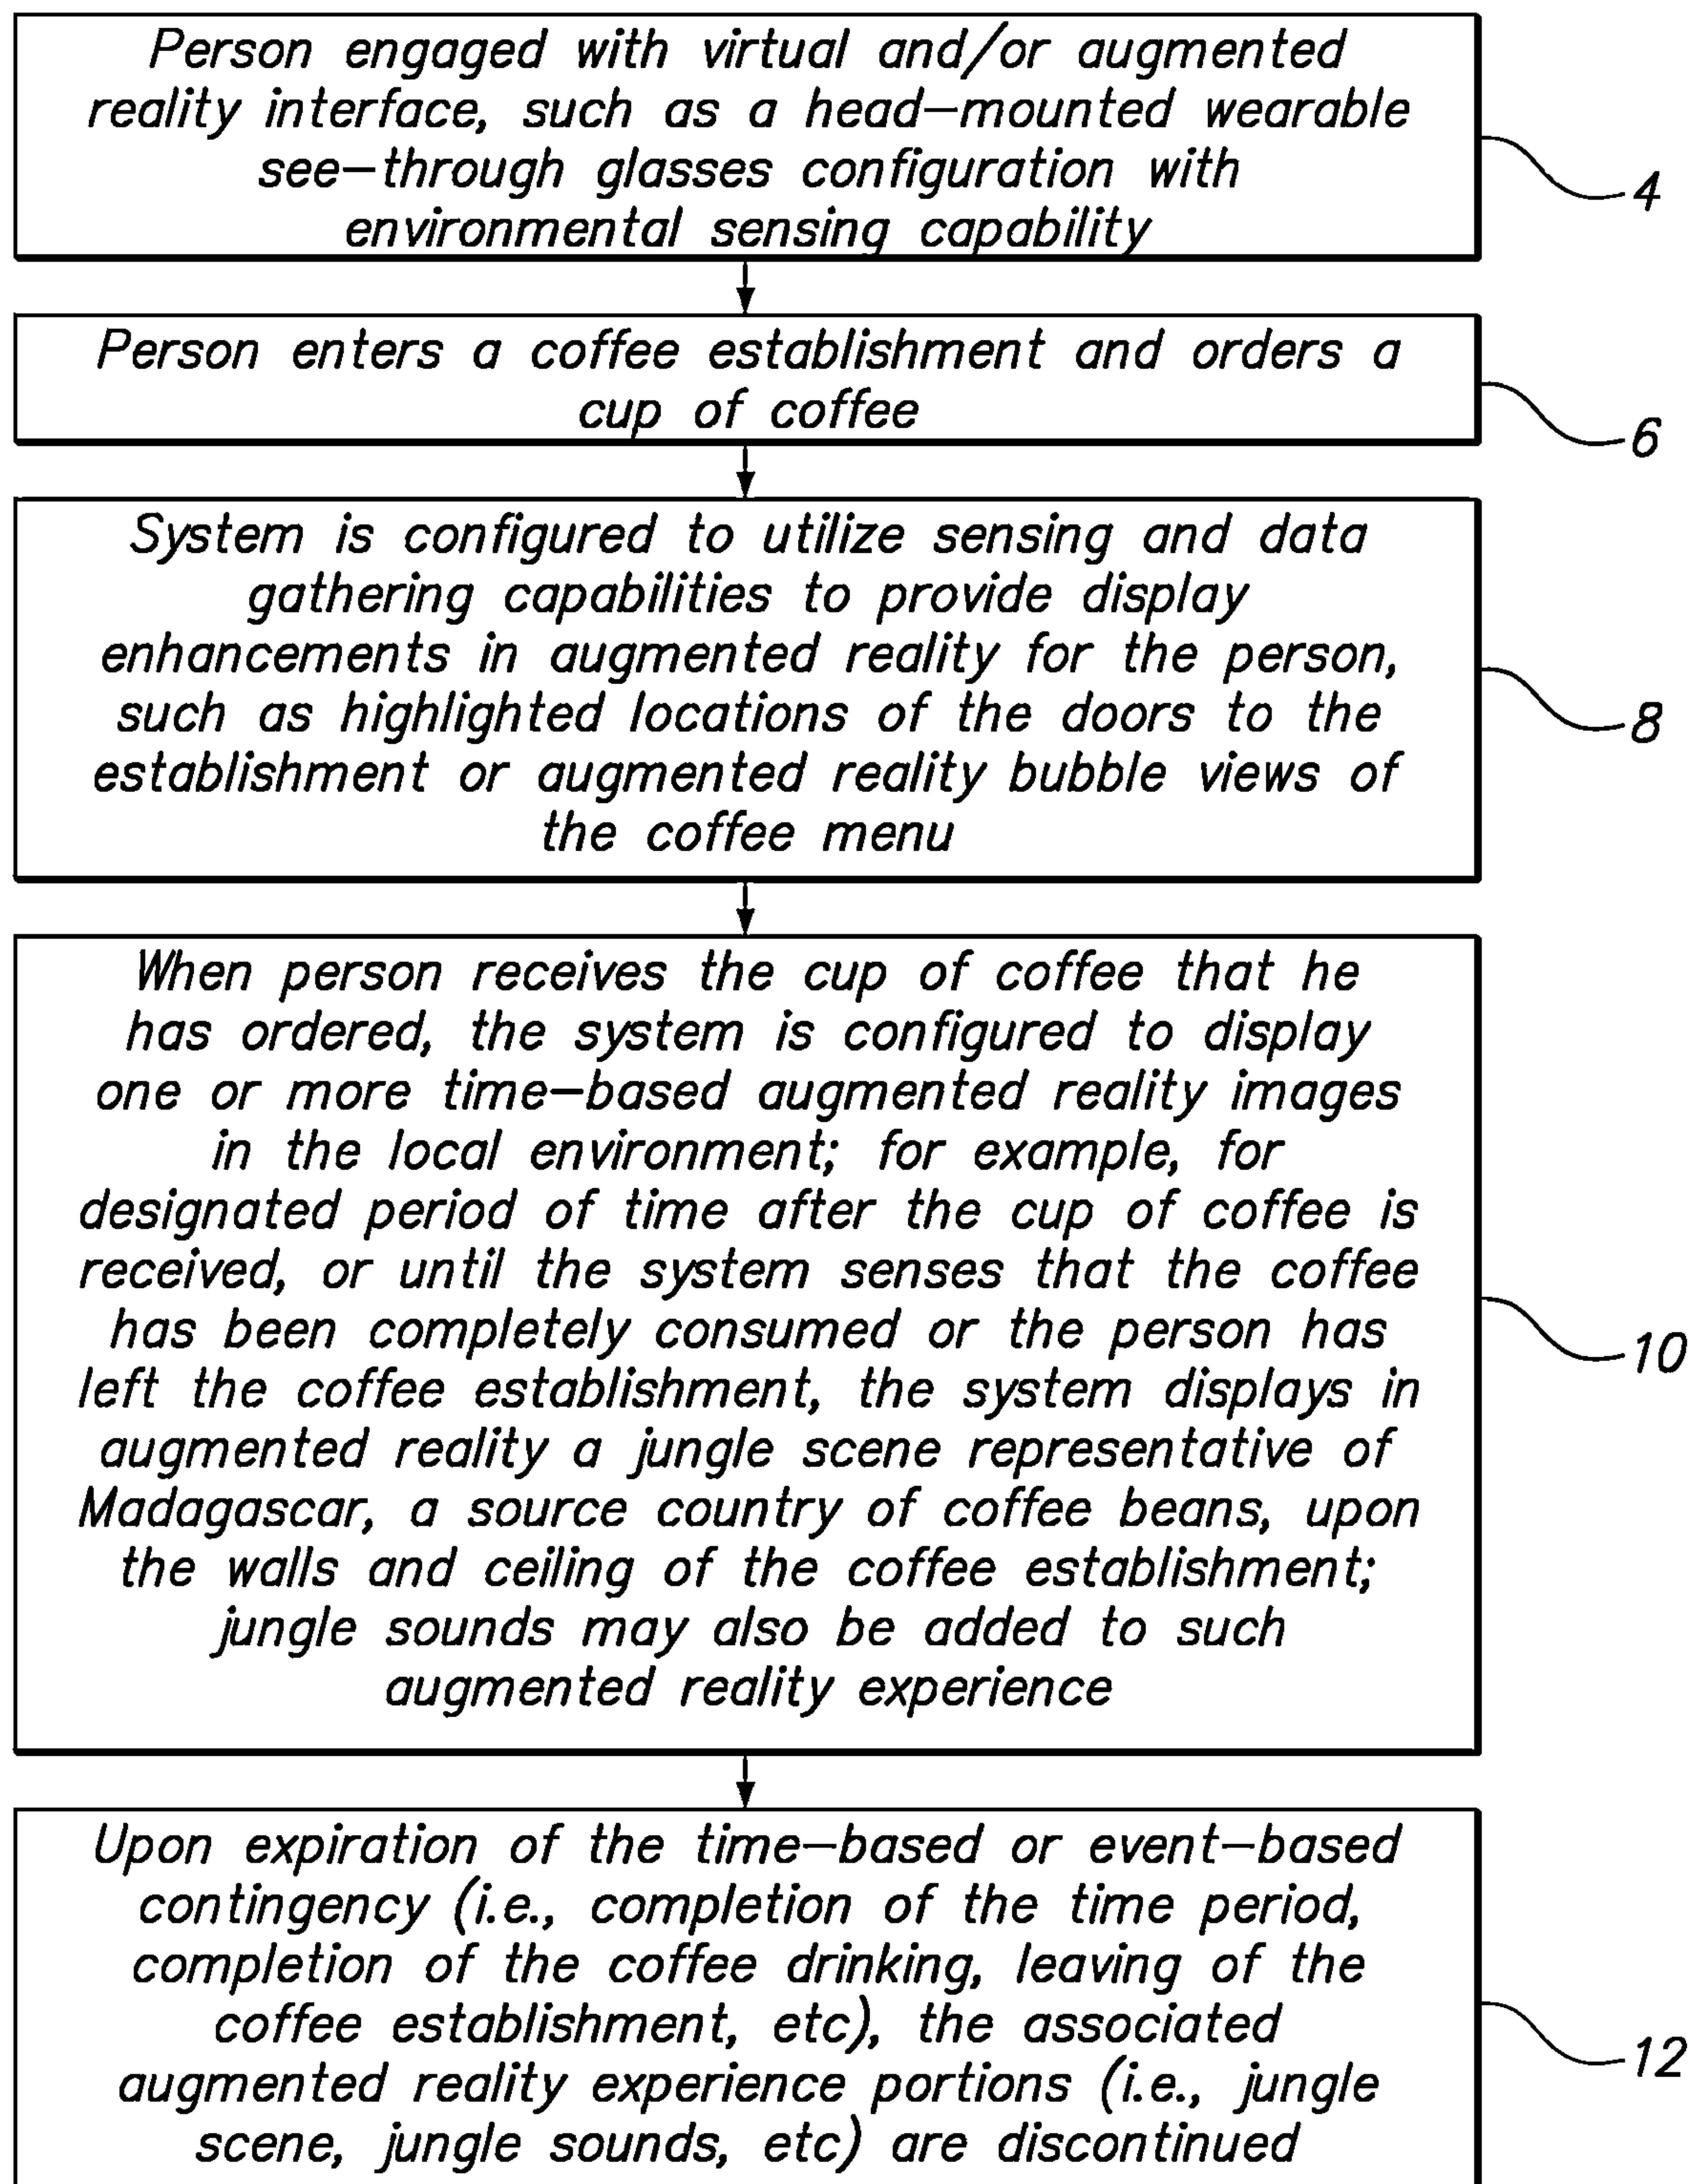 Person engaged with virtual and/or augmented
reality interface, such as a head-mounted wearable
see-through glasses configuration with
environmental sensing capability
4
Person enters a coffee establishment and orders a
cup of coffee
6
System is configured to utilize sensing and data
gathering capabilities to provide display
enhancements in augmented reality for the person,
such as highlighted locations of the doors to the
establishment or augmented reality bubble views of
the coffee menu
8
When person receives the cup of coffee that he
has ordered, the system is configured to display
one or more time-based augmented reality images
in the local environment; for example, for
designated period of time after the cup of coffee is
received, or until the system senses that the coffee
has been completely consumed or the person has
left the coffee establishment, the system displays in
augmented reality a jungle scene representative of
Madagascar, a source country of coffee beans, upon
the walls and ceiling of the coffee establishment;
jungle sounds may also be added to such
augmented reality experience
10
Upon expiration of the time-based or event-based
contingency (i.e., completion of the time period,
completion of the coffee drinking, leaving of the
coffee establishment, etc), the associated
augmented reality experience portions (i.e., jungle
scene, jungle sounds, etc) are discontinued
12